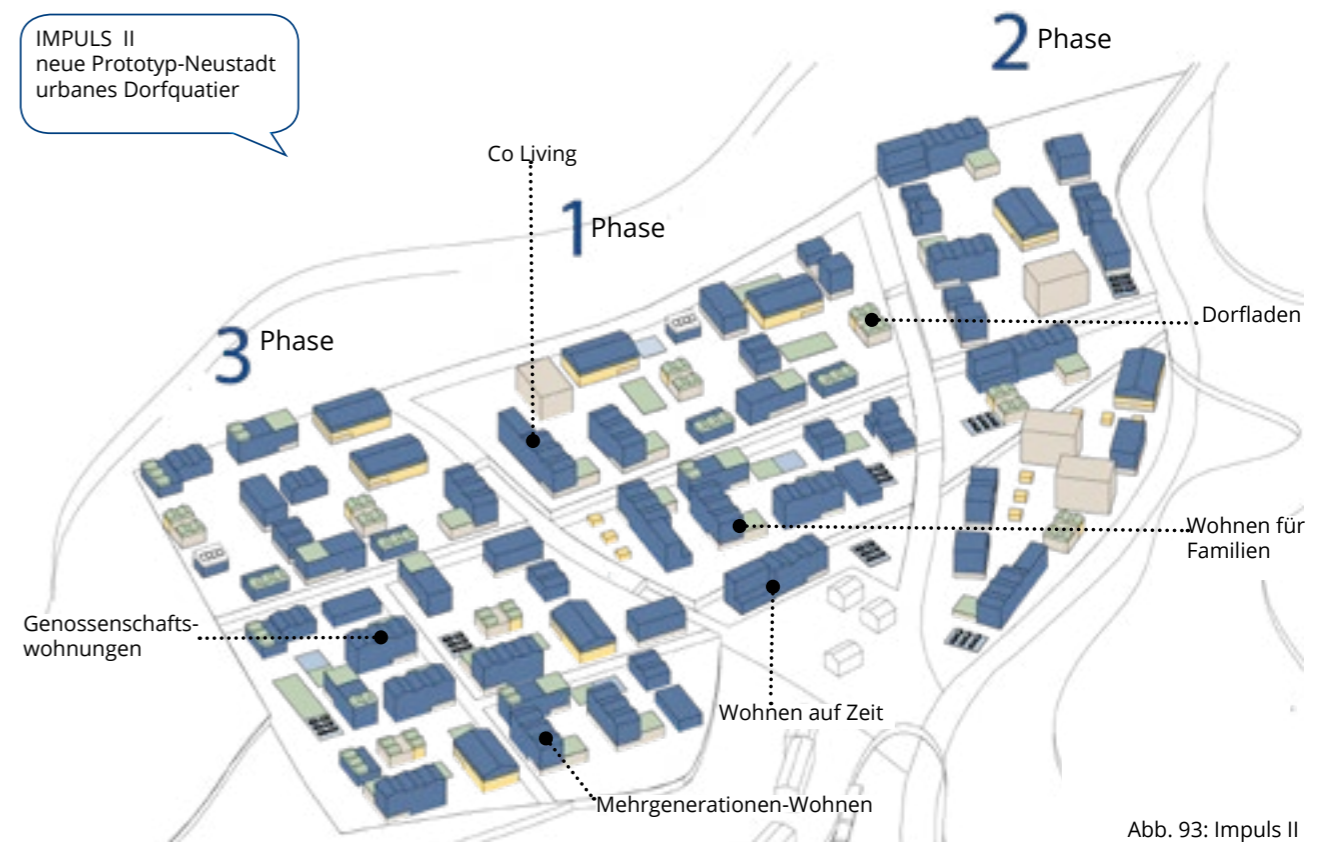 IMPULS II
neue Prototyp-Neustadt
urbanes Dorfquatier
2 Phase
Co Living
1 Phase
Dorfladen
3 Phase
Wohnen für
Familien
Genossenschafts-
wohnungen
Wohnen auf Zeit
Mehrgenerationen-Wohnen
Abb. 93: Impuls II